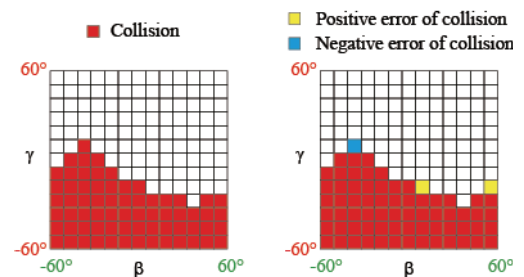 Collision
Positive error of collision
Negative error of collision
60°
γ
-60°
-60°
β
60°
60°
γ
-60°
-60°
β
60°